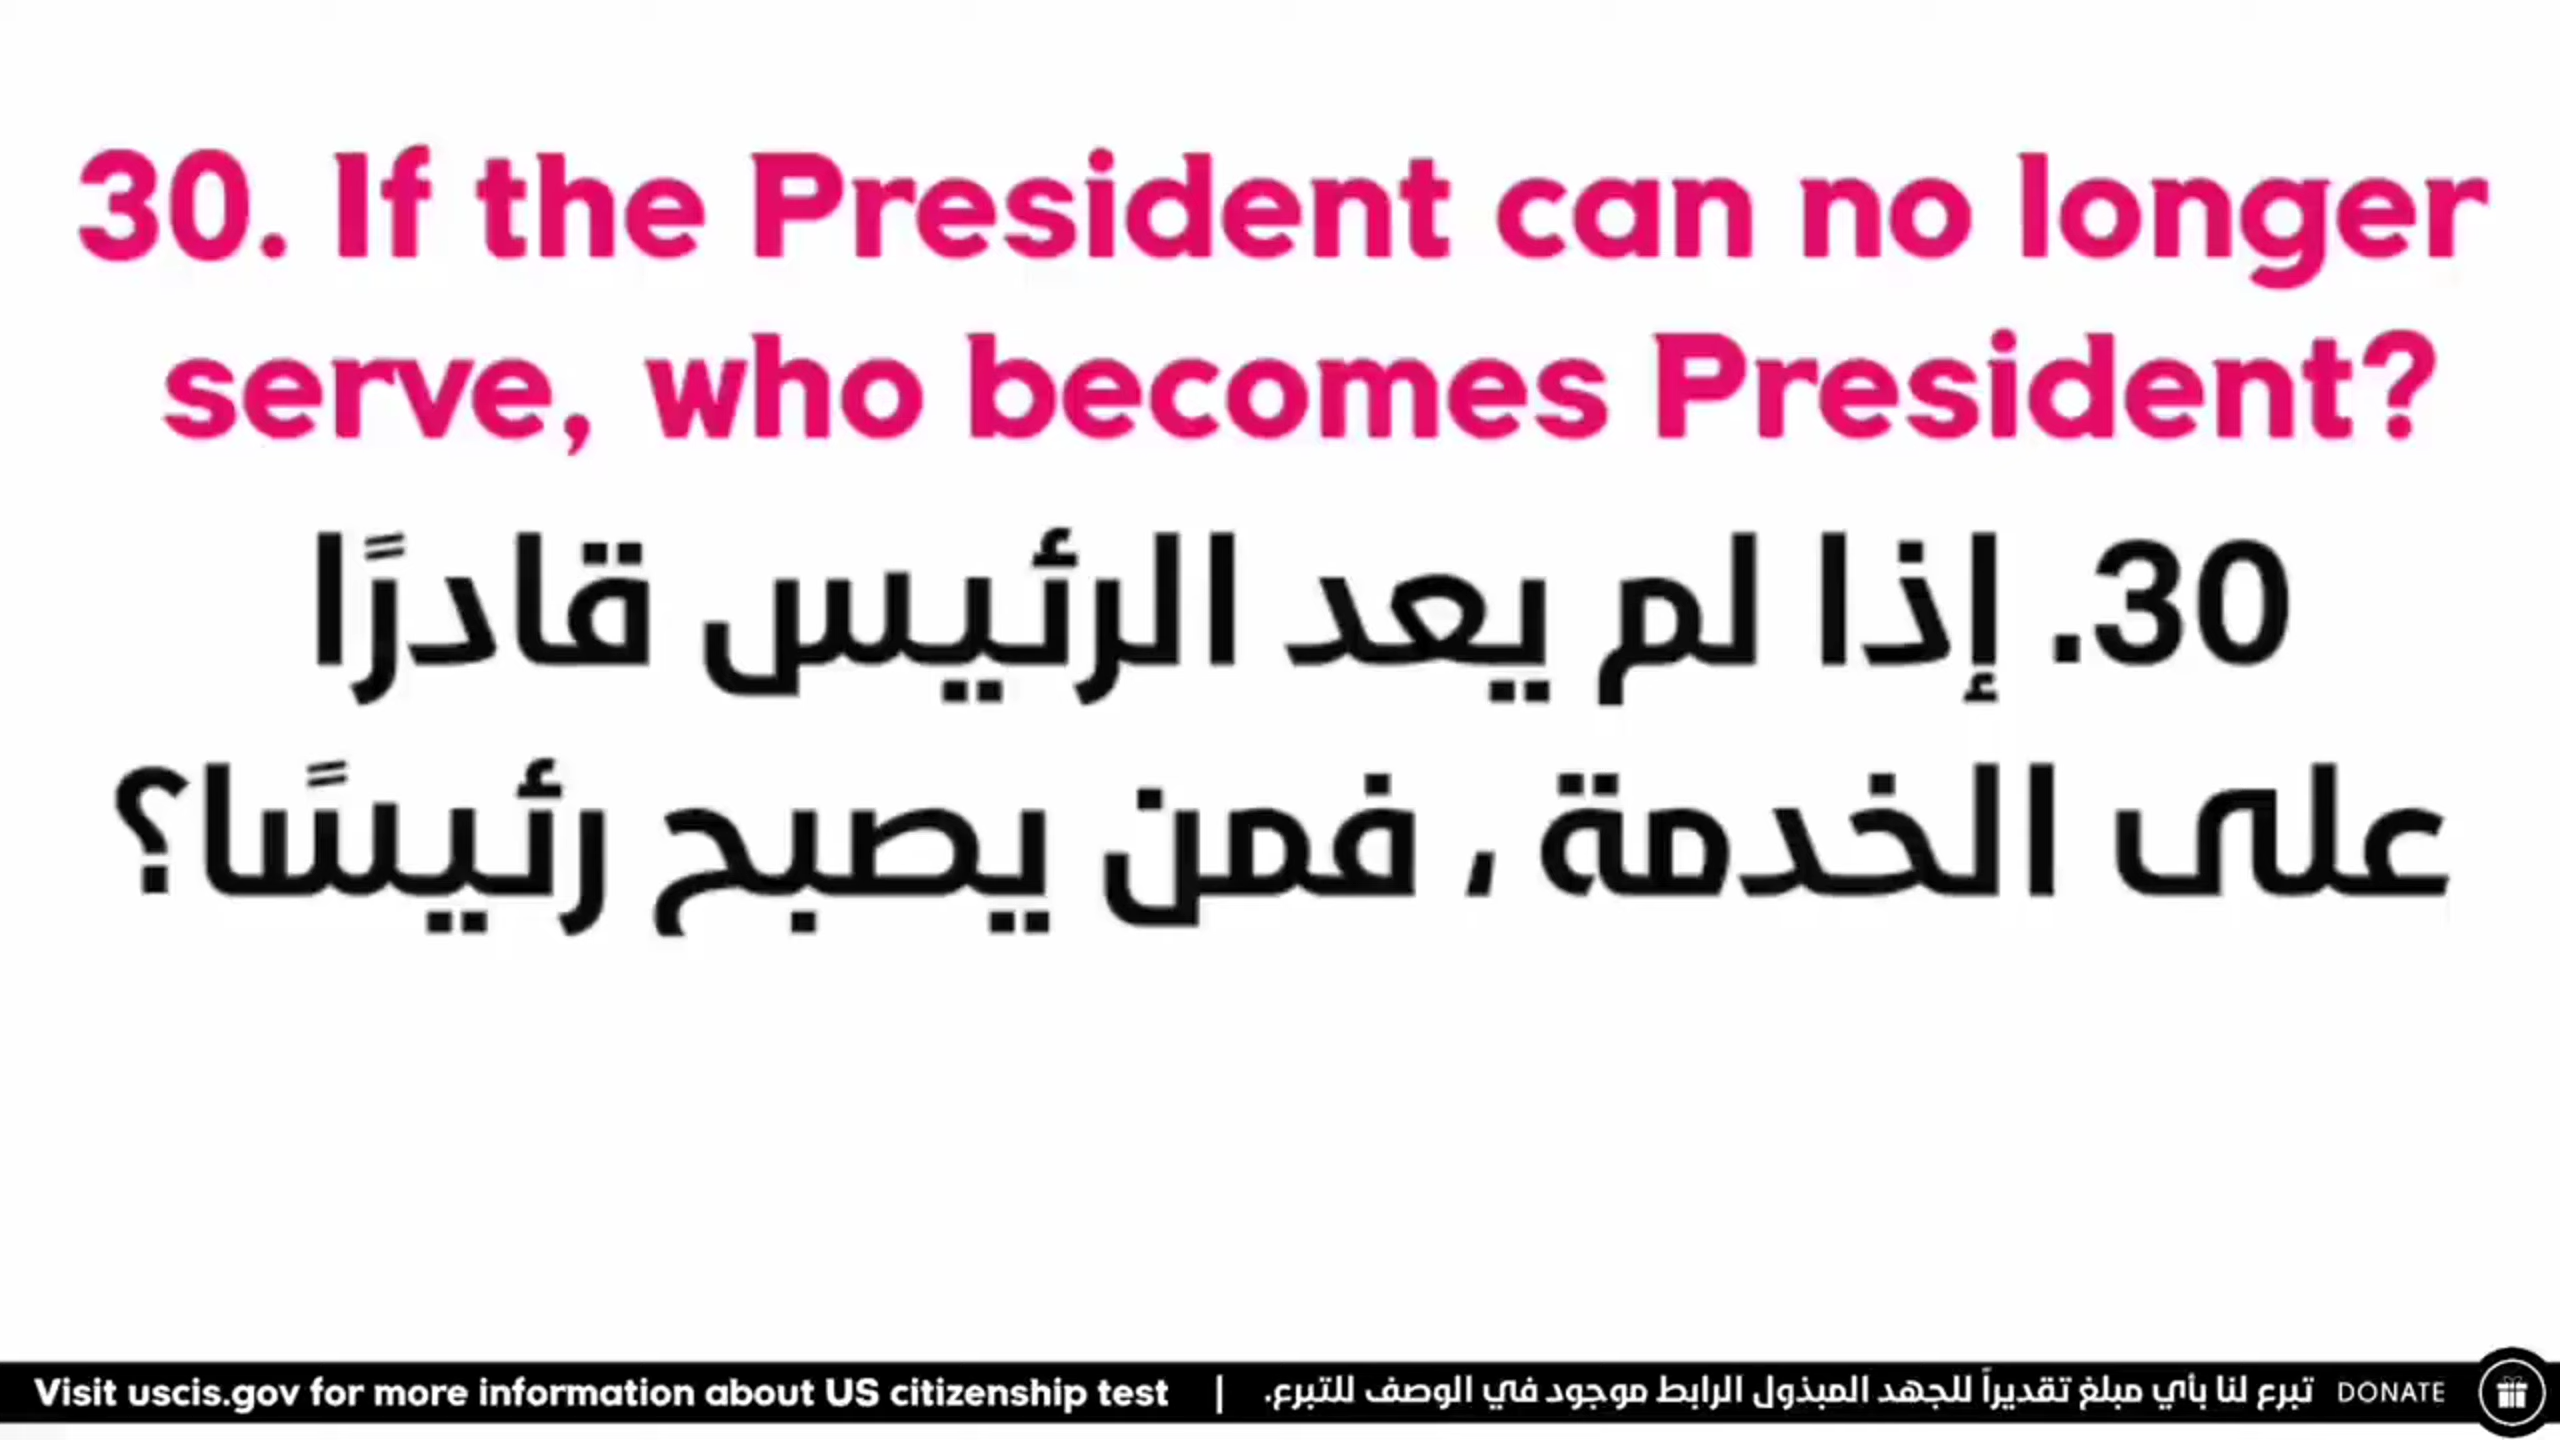 30. If the President can no longer
serve, who becomes President?
30. إذا لم يعد الرئيس قادرًا
على الخدمة ، فمن يصبح رئيسًا؟
Visit uscis.gov for more information about US citizenship test | تبرع لنا بأي مبلغ تقديراً للجهد المبذول الرابط موجود في الوصف للتبرع. DONATE